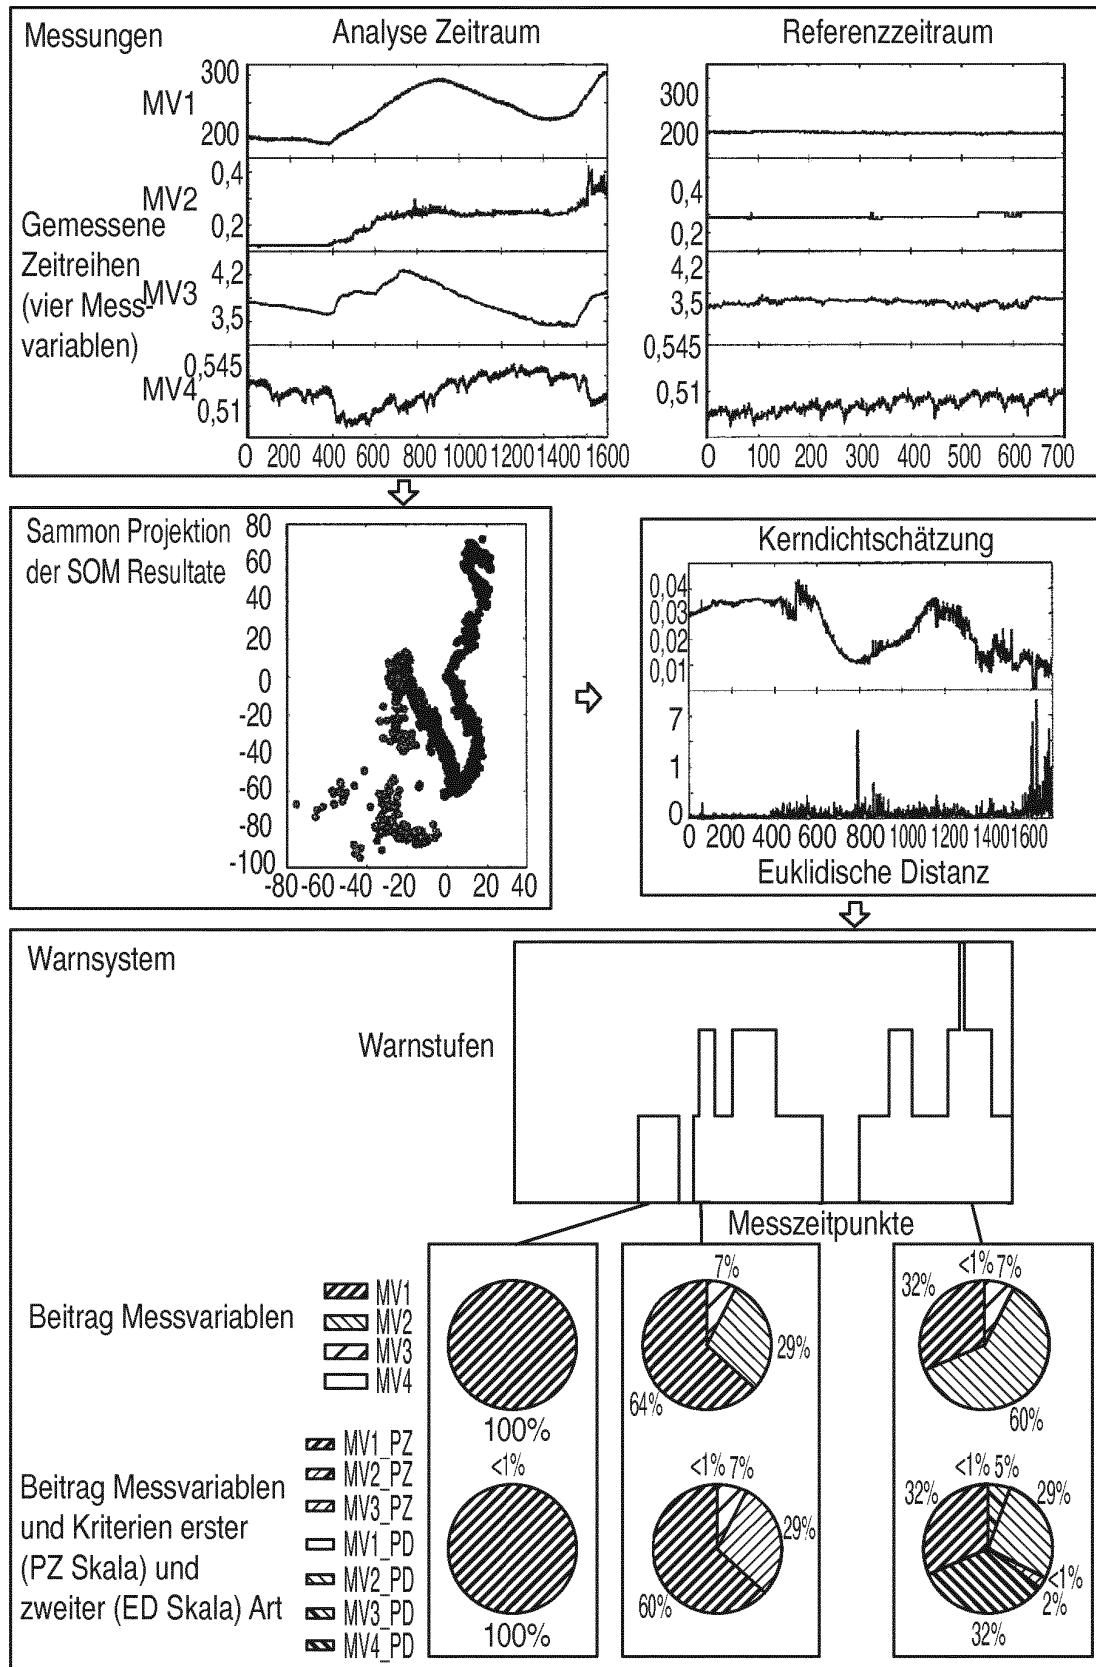 Messungen
Analyse Zeitraum
Referenzzeitraum
Gemessene
Zeitreihen
(vier Mess-
variablen)
MV1
300
200
MV2
0,4
0,2
MV3
4,2
3,5
MV4
0,545
0,51
0 200 400 600 800 1000 1200 1400 1600
300
200
0,4
0,2
4,2
3,5
0,545
0,51
0 100 200 300 400 500 600 700
Sammon Projektion
der SOM Resultate
80
60
40
20
0
-20
-40
-60
-80
-100
-80 -60 -40 -20 0 20 40
Kerndichtschätzung
0,04
0,03
0,02
0,01
7
1
0
0 200 400 600 800 1000 1200 1400 1600
Euklidische Distanz
Warnsystem
Warnstufen
Messzeitpunkte
Beitrag Messvariablen
MV1
MV2
MV3
MV4
100%
7%
29%
64%
<1% 7%
32%
60%
Beitrag Messvariablen
und Kriterien erster
(PZ Skala) und
zweiter (ED Skala) Art
MV1_PZ
MV2_PZ
MV3_PZ
MV1_PD
MV2_PD
MV3_PD
MV4_PD
<1%
100%
<1% 7%
29%
60%
<1% 5%
32%
29%
<1%
2%
32%